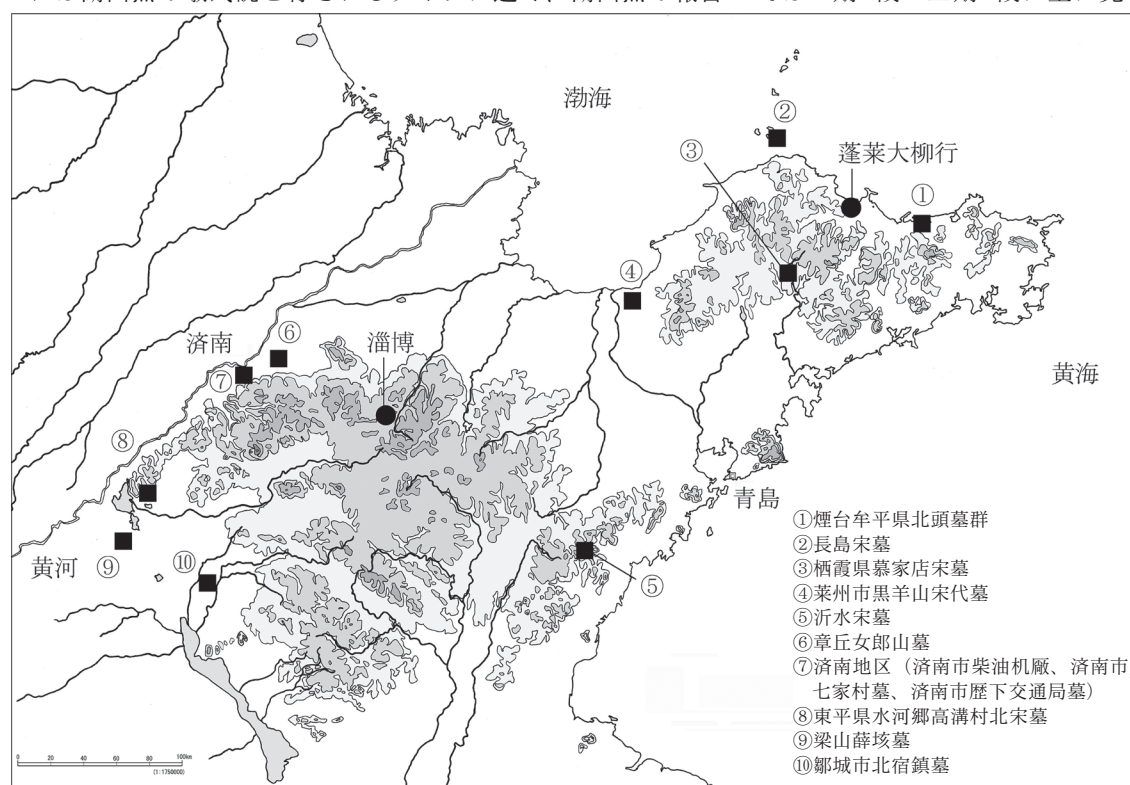 渤海
②
③
蓬莱大柳行
①
④
⑥
済南
淄博
⑦
黄海
⑧
青島
黄河
⑨
⑩
⑤
①煙台牟平県北頭墓群
②長島宋墓
③栖霞県慕家店宋墓
④莱州市黒羊山宋代墓
⑤沂水宋墓
⑥章丘女郎山墓
⑦済南地区（済南市柴油机廠、済南市
七家村墓、済南市歴下交通局墓）
⑧東平県水河郷高溝村北宋墓
⑨梁山薛垓墓
⑩鄒城市北宿鎮墓
0 20 40 60 80 100km
(1:1750000)